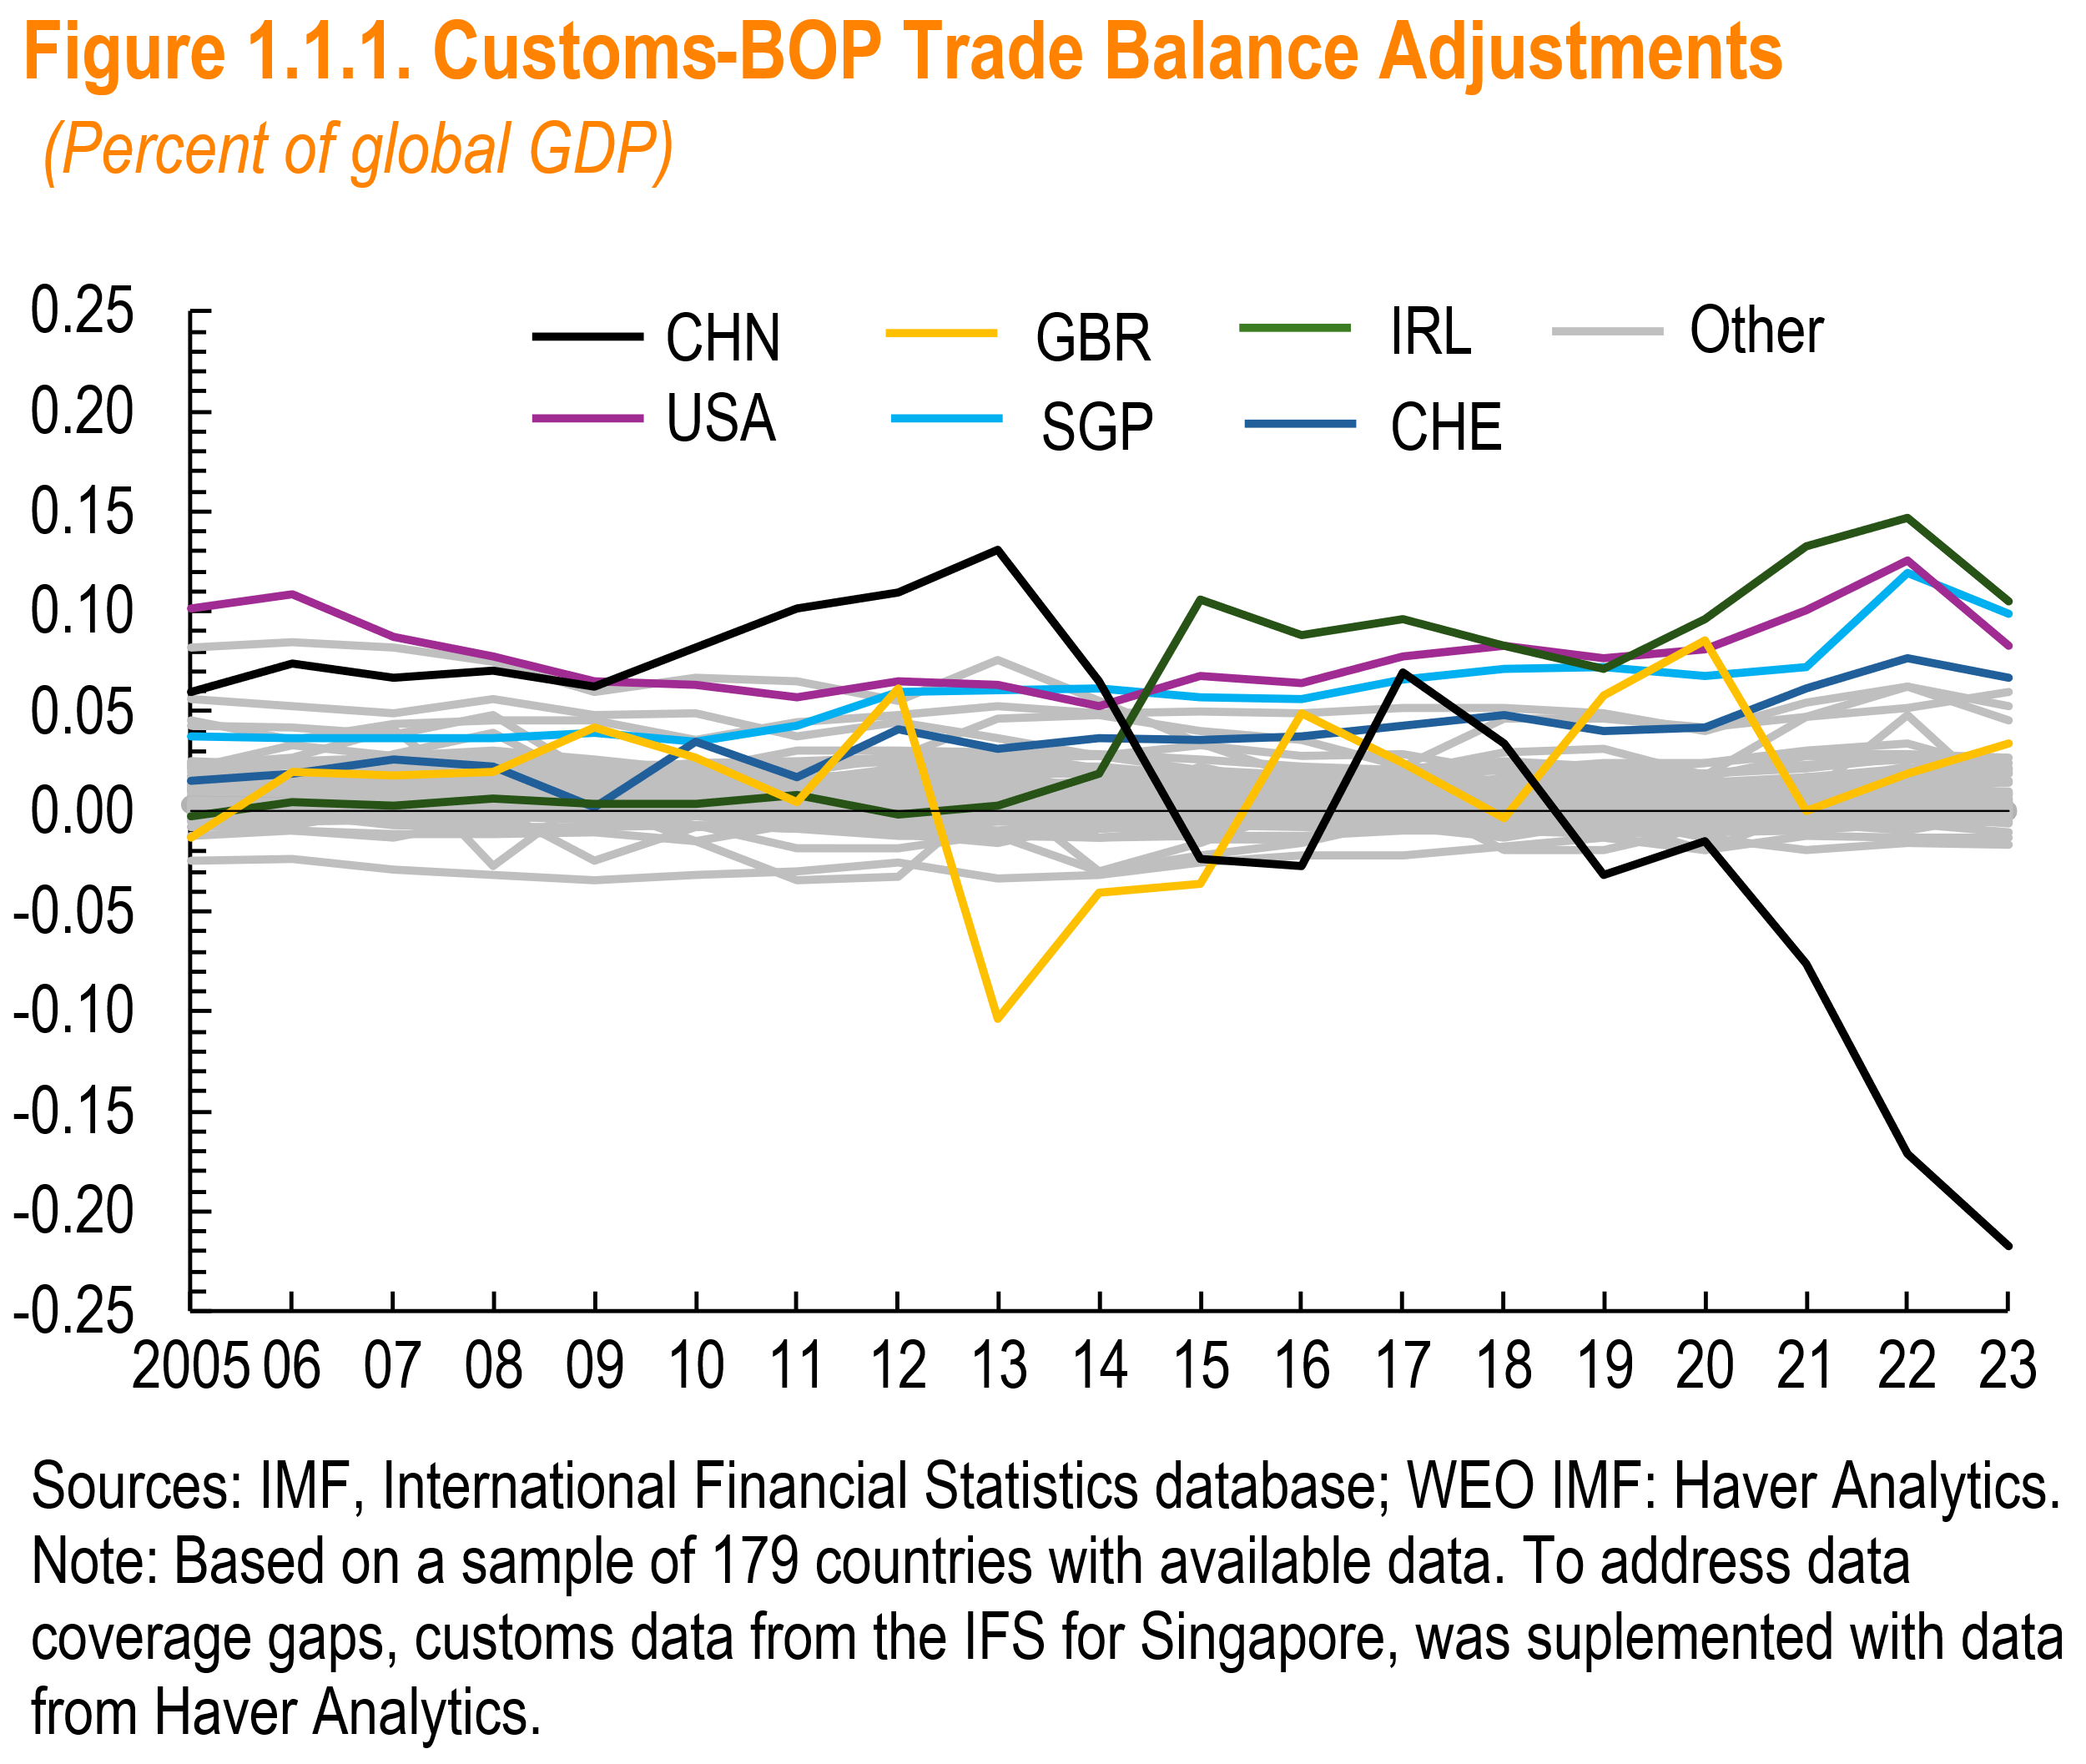 Figure 1.1.1. Customs-BOP Trade Balance Adjustments
(Percent of global GDP)
CHN GBR IRL Other
USA SGP CHE
0.25
0.20
0.15
0.10
0.05
0.00
-0.05
-0.10
-0.15
-0.20
-0.25
2005 06 07 08 09 10 11 12 13 14 15 16 17 18 19 20 21 22 23
Sources: IMF, International Financial Statistics database; WEO IMF: Haver Analytics.
Note: Based on a sample of 179 countries with available data. To address data
coverage gaps, customs data from the IFS for Singapore, was suplemented with data
from Haver Analytics.